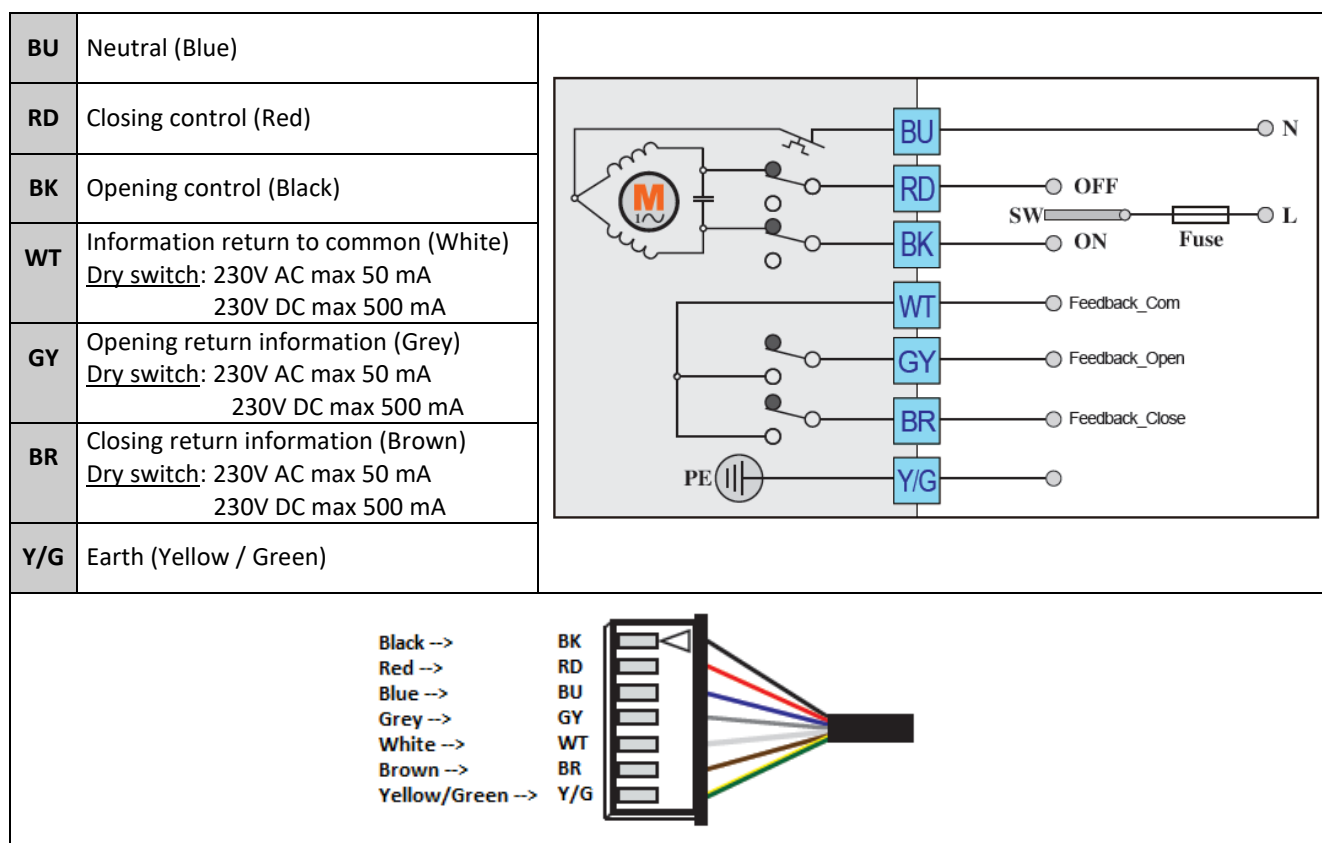 BU Neutral (Blue)
RD Closing control (Red)
BK Opening control (Black)
WT Information return to common (White)
Dry switch: 230V AC max 50 mA
230V DC max 500 mA
GY Opening return information (Grey)
Dry switch: 230V AC max 50 mA
230V DC max 500 mA
BR Closing return information (Brown)
Dry switch: 230V AC max 50 mA
230V DC max 500 mA
Y/G Earth (Yellow / Green)
M
1
BU N
RD OFF
SW Fuse L
BK ON
WT Feedback_Com
GY Feedback_Open
BR Feedback_Close
PE Y/G
Black --> BK
Red --> RD
Blue --> BU
Grey --> GY
White --> WT
Brown --> BR
Yellow/Green --> Y/G